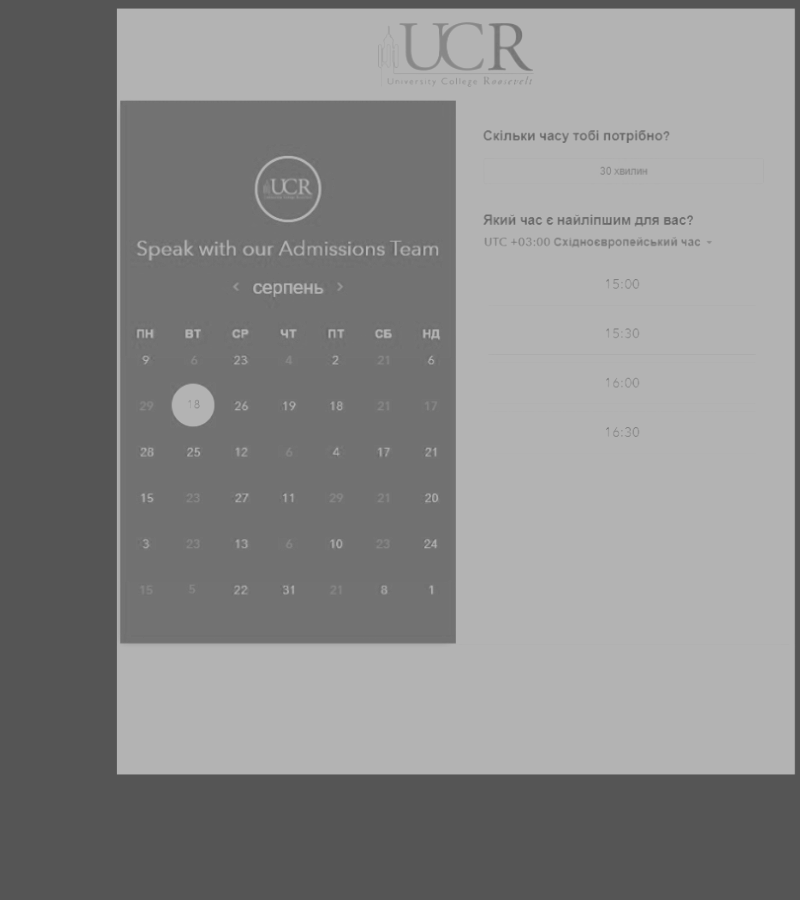 UCR
University College Roosevelt
UCR
Speak with our Admissions Team
‹ серпень ›
ПН ВТ СР ЧТ ПТ СБ НД
9 6 23 4 2 21 6
29 18 26 19 18 21 17
28 25 12 6 4 17 21
15 23 27 11 29 21 20
3 23 13 6 10 23 24
15 5 22 31 21 8 1
Скільки часу тобі потрібно?
30 хвилин
Який час є найліпшим для вас?
UTC +03:00 Східноєвропейський час
15:00
15:30
16:00
16:30